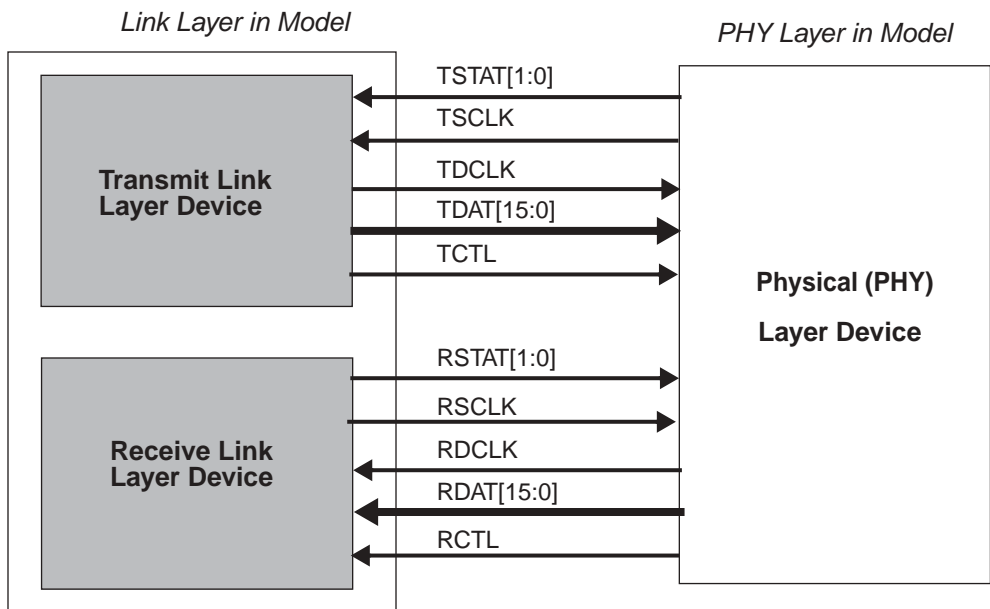 Link Layer in Model
PHY Layer in Model
TSTAT[1:0]
TSCLK
TDCLK
TDAT[15:0]
TCTL
Transmit Link
Layer Device
Physical (PHY)
Layer Device
RSTAT[1:0]
RSCLK
RDCLK
RDAT[15:0]
RCTL
Receive Link
Layer Device